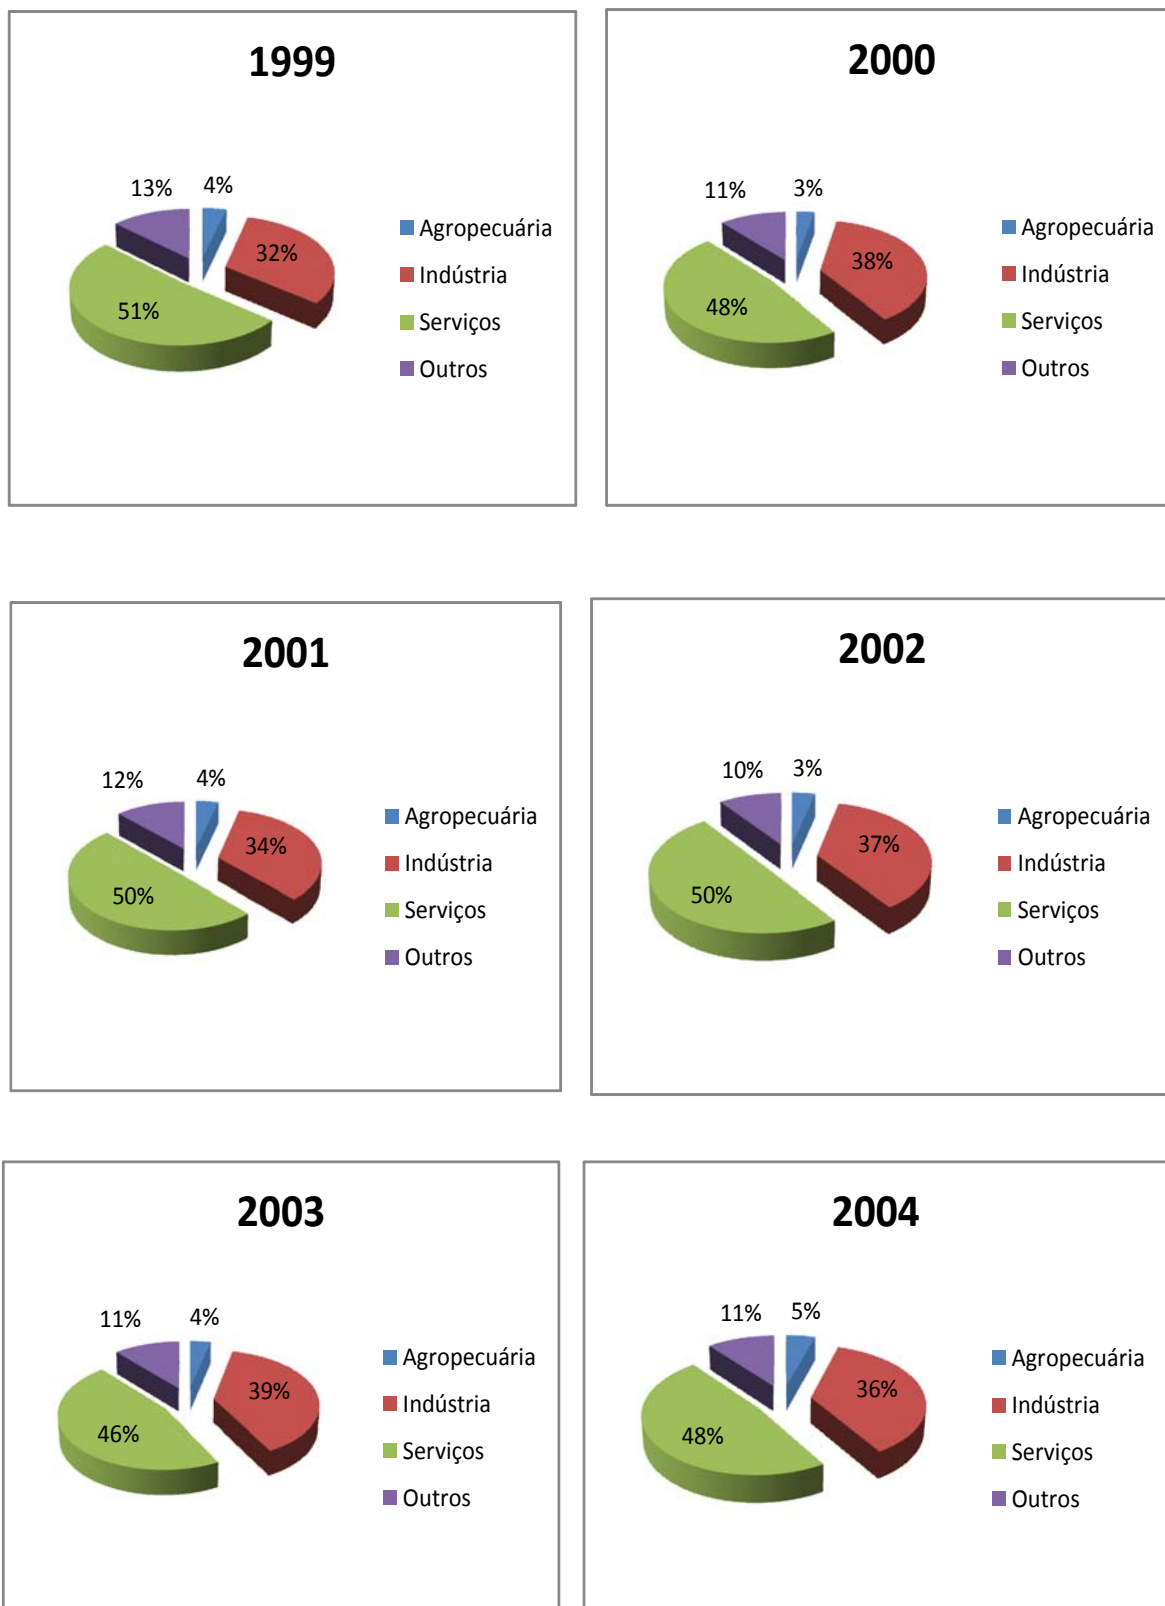 1999
13%
4%
32%
51%
Agropecuária
Indústria
Serviços
Outros
2000
11%
3%
38%
48%
Agropecuária
Indústria
Serviços
Outros
2001
12%
4%
34%
50%
Agropecuária
Indústria
Serviços
Outros
2002
10%
3%
37%
50%
Agropecuária
Indústria
Serviços
Outros
2003
11%
4%
39%
46%
Agropecuária
Indústria
Serviços
Outros
2004
11%
5%
36%
48%
Agropecuária
Indústria
Serviços
Outros